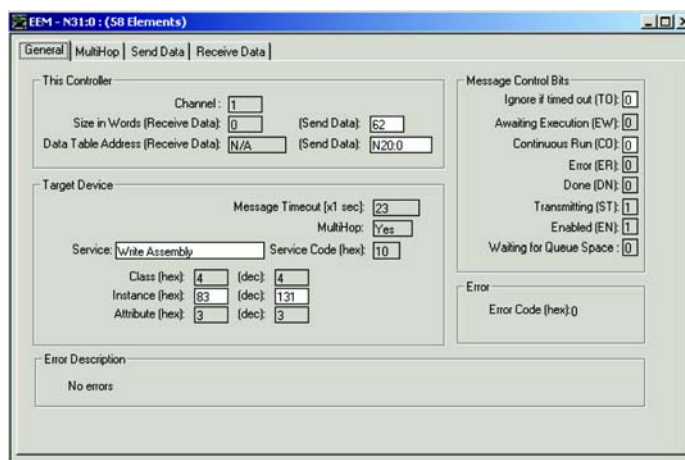 EEM - N31:0 : (58 Elements)
General MultiHop Send Data Receive Data
This Controller
Channel : 1
Size in Words (Receive Data): 0 (Send Data): 62
Data Table Address (Receive Data): N/A (Send Data): N20:0
Target Device
Message Timeout [x1 sec]: 23
MultiHop: Yes
Service: Write Assembly Service Code (hex): 10
Class (hex): 4 (dec): 4
Instance (hex): 83 (dec): 131
Attribute (hex): 3 (dec): 3
Message Control Bits
Ignore if timed out (TO): 0
Awaiting Execution (EW): 0
Continuous Run (CO): 0
Error (ER): 0
Done (DN): 0
Transmitting (ST): 1
Enabled (EN): 1
Waiting for Queue Space : 0
Error
Error Code (hex):0
Error Description
No errors